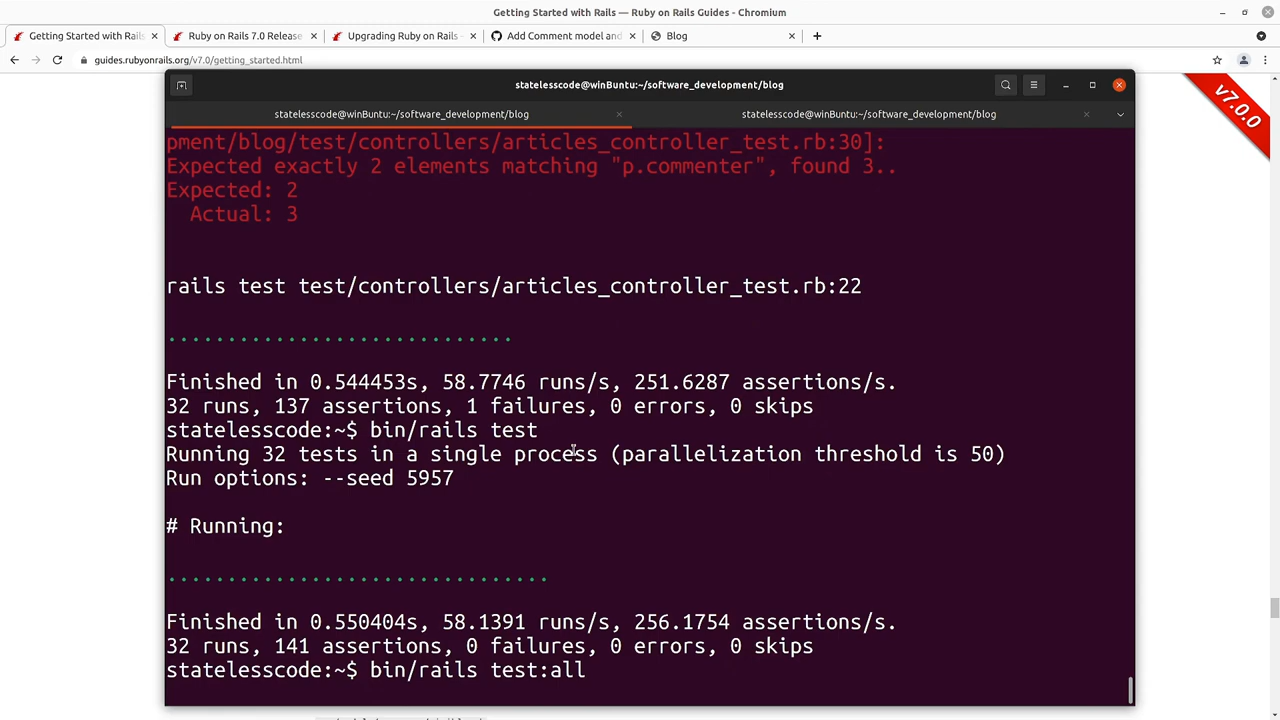 Getting Started with Rails — Ruby on Rails Guides - Chromium
Getting Started with Rails
Ruby on Rails 7.0 Release
Upgrading Ruby on Rails –
Add Comment model and
Blog
guides.rubyonrails.org/v7.0/getting_started.html
v7.0.0
statelesscode@winBuntu:~/software_development/blog
statelesscode@winBuntu:~/software_development/blog
statelesscode@winBuntu:~/software_development/blog
pment/blog/test/controllers/articles_controller_test.rb:30]:
Expected exactly 2 elements matching "p.commenter", found 3..
Expected: 2
Actual: 3
rails test test/controllers/articles_controller_test.rb:22
.............................
Finished in 0.544453s, 58.7746 runs/s, 251.6287 assertions/s.
32 runs, 137 assertions, 1 failures, 0 errors, 0 skips
statelesscode:~$ bin/rails test
Running 32 tests in a single process (parallelization threshold is 50)
Run options: --seed 5957
# Running:
................................
Finished in 0.550404s, 58.1391 runs/s, 256.1754 assertions/s.
32 runs, 141 assertions, 0 failures, 0 errors, 0 skips
statelesscode:~$ bin/rails test:all